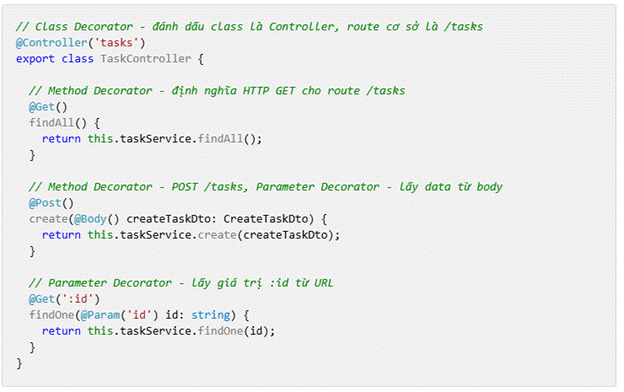 // Class Decorator - đánh dấu class là Controller, route cơ sở là /tasks
@Controller('tasks')
export class TaskController {
// Method Decorator - định nghĩa HTTP GET cho route /tasks
@Get()
findAll() {
return this.taskService.findAll();
}
// Method Decorator - POST /tasks, Parameter Decorator - lấy data từ body
@Post()
create(@Body() createTaskDto: CreateTaskDto) {
return this.taskService.create(createTaskDto);
}
// Parameter Decorator - lấy giá trị :id từ URL
@Get(':id')
findOne(@Param('id') id: string) {
return this.taskService.findOne(id);
}
}